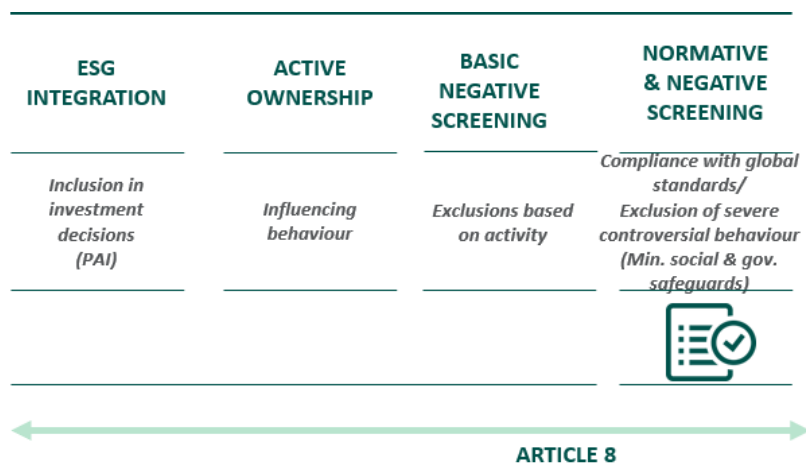 ESG
INTEGRATION
ACTIVE
OWNERSHIP
BASIC
NEGATIVE
SCREENING
NORMATIVE
& NEGATIVE
SCREENING
Inclusion in
investment
decisions
(PAI)
Influencing
behaviour
Exclusions based
on activity
Compliance with global
standards/
Exclusion of severe
controversial behaviour
(Min. social & gov.
safeguards)
ARTICLE 8